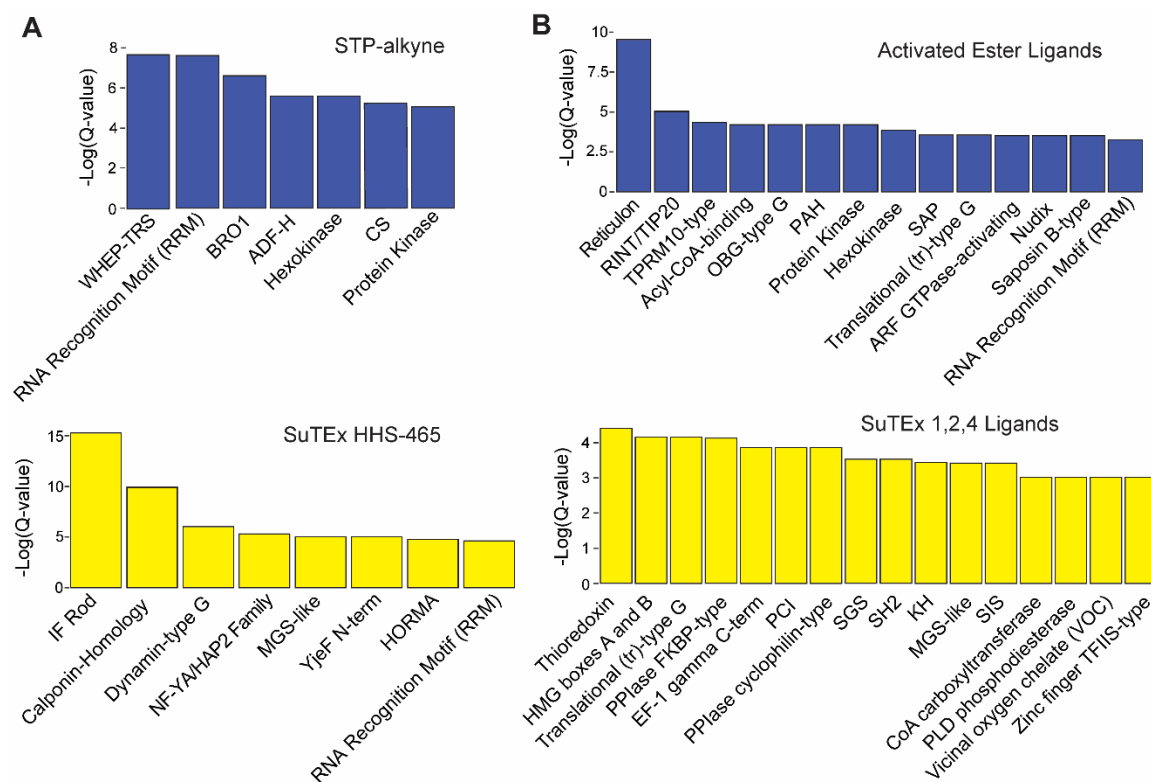 A
STP-alkyne
-Log(Q-value)
8
6
4
2
0
WHEP-TRS
RNA Recognition Motif (RRM)
BRO1
ADF-H
Hexokinase
CS
Protein Kinase
B
Activated Ester Ligands
-Log(Q-value)
10
7.5
5
2.5
0
Reticulon
RINT/TIP20
TPRM10-type
Acyl-CoA-binding
OBG-type G
PAH
Protein Kinase
Hexokinase
SAP
Translational (tr)-type G
ARF GTPase-activating
Nudix
Saposin B-type
RNA Recognition Motif (RRM)
SuTEx HHS-465
-Log(Q-value)
15
10
5
0
IF Rod
Calponin-Homology
Dynamin-type G
NF-YA/HAP2 Family
MGS-like
YjeF N-term
HORMA
RNA Recognition Motif (RRM)
SuTEx 1,2,4 Ligands
-Log(Q-value)
4
3
2
1
0
Thioredoxin
HMG boxes A and B
Translational (tr)-type G
PPlase FKBP-type
EF-1 gamma C-term
PCI
PPlase cyclophilin-type
SGS
SH2
KH
MGS-like
SIS
CoA carboxyltransferase
PLD phosphodiesterase
Vicinal oxygen chelate (VOC)
Zinc finger TFIIS-type